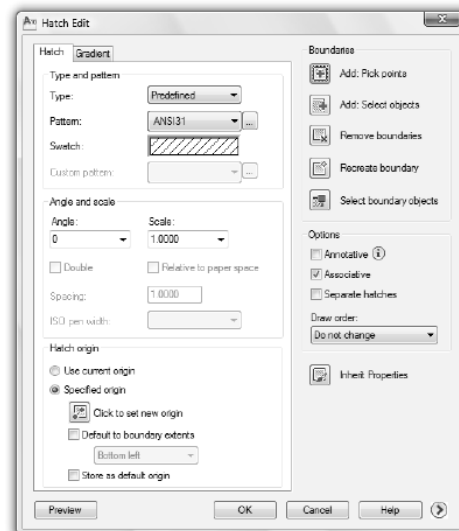 Hatch Edit
Hatch
Gradient
Type and pattern
Type:
Predefined
Pattern:
ANSI31
...
Swatch:
Custom pattern:
...
Angle and scale
Angle:
Scale:
0
1.0000
Double
Relative to paper space
Spacing:
1.0000
ISO pen width:
Hatch origin
Use current origin
Specified origin
Click to set new origin
Default to boundary extents
Bottom left
Store as default origin
Boundaries
Add: Pick points
Add: Select objects
Remove boundaries
Recreate boundary
Select boundary objects
Options
Annotative
Associative
Separate hatches
Draw order:
Do not change
Inherit Properties
Preview
OK
Cancel
Help